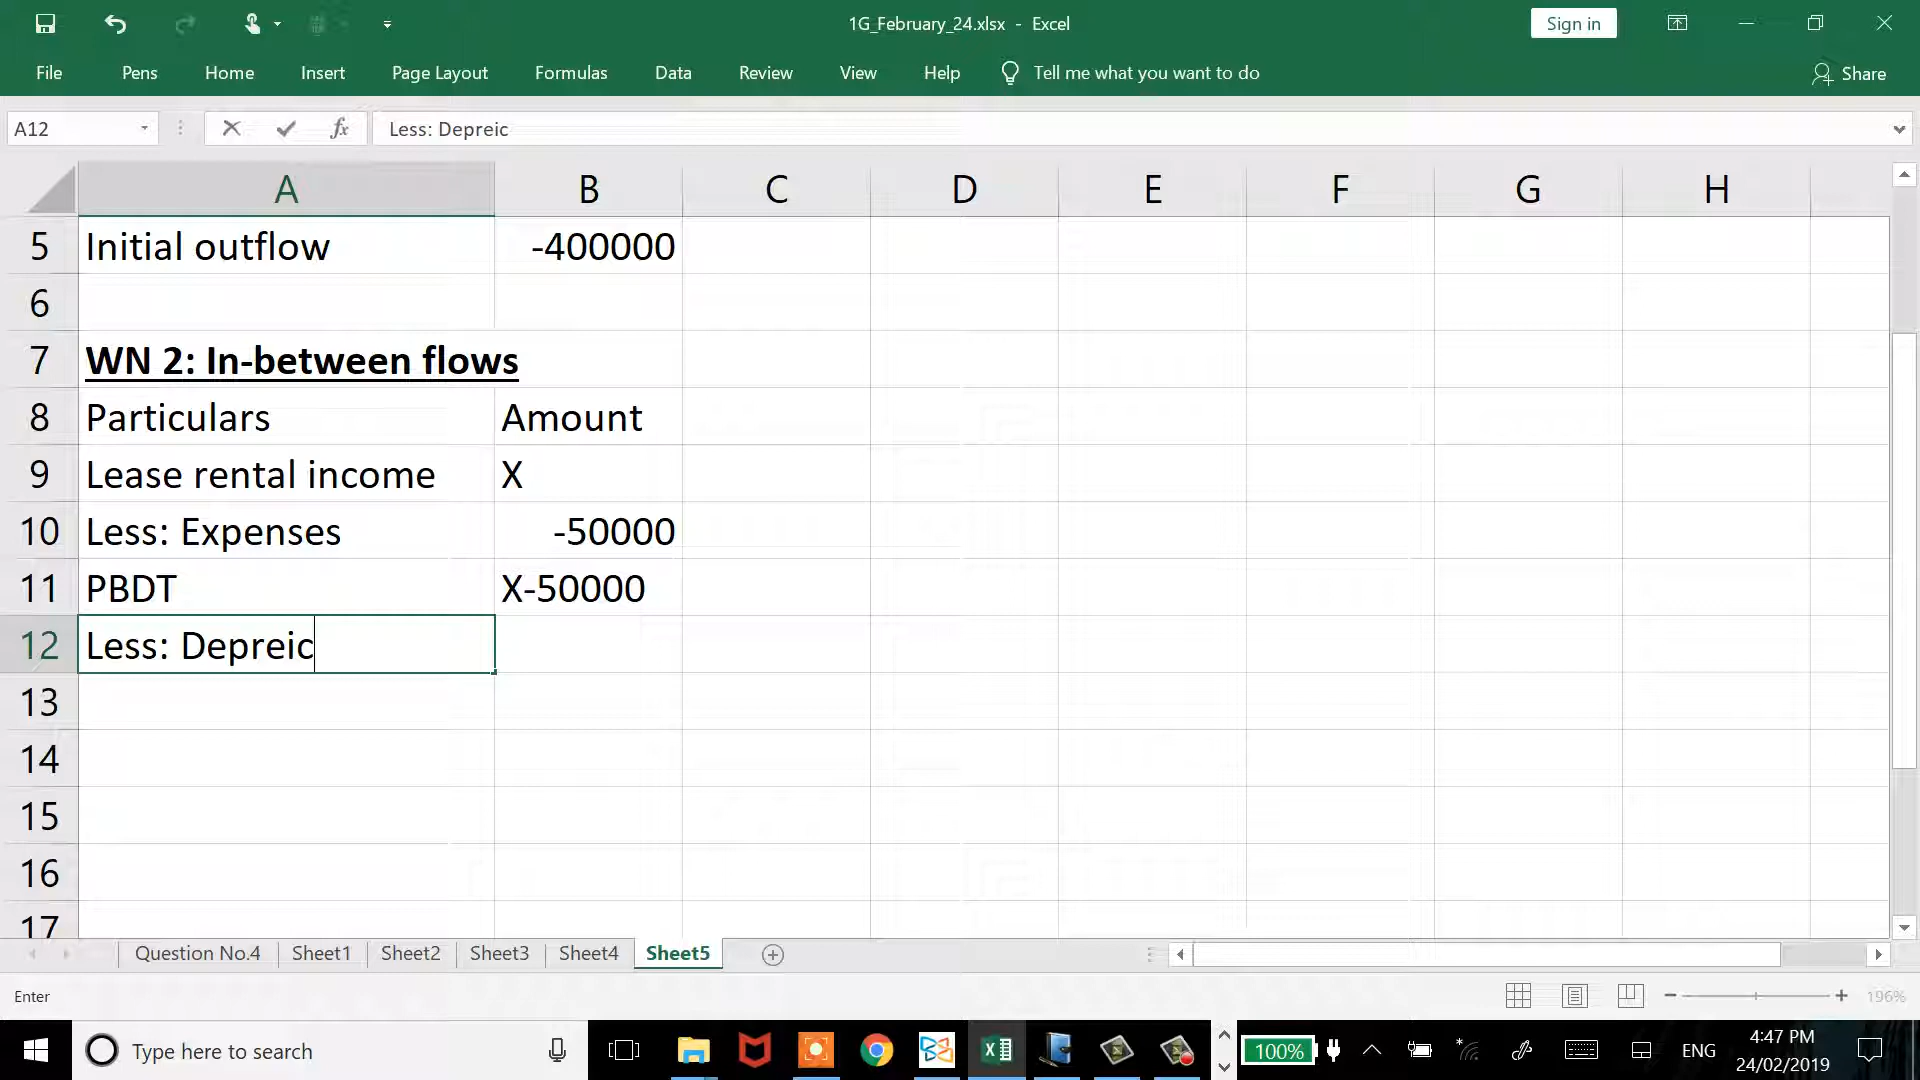 1G_February_24.xlsx - Excel
Sign in
File Pens Home Insert Page Layout Formulas Data Review View Help Tell me what you want to do Share
A12 fx Less: Depreic
A B C D E F G H
5 Initial outflow -400000
6
7 WN 2: In-between flows
8 Particulars Amount
9 Lease rental income X
10 Less: Expenses -50000
11 PBDT X-50000
12 Less: Depreic
13
14
15
16
17
Question No.4 Sheet1 Sheet2 Sheet3 Sheet4 Sheet5
Enter 196%
Type here to search 100% ENG 4:47 PM
24/02/2019